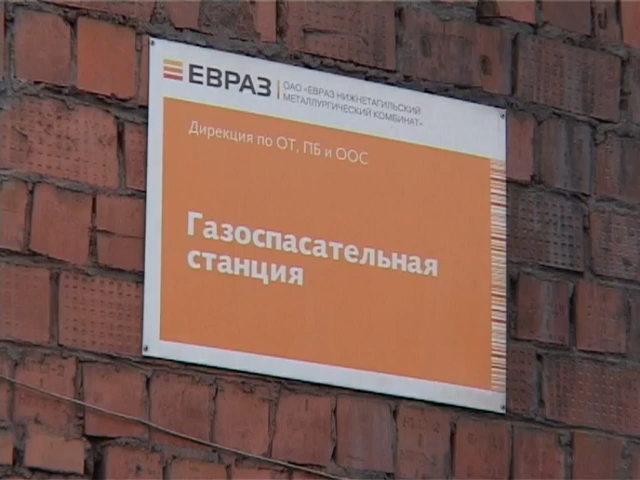 ЕВРАЗ
ОАО «ЕВРАЗ НИЖНЕТАГИЛЬСКИЙ
МЕТАЛЛУРГИЧЕСКИЙ КОМБИНАТ»
Дирекция по ОТ, ПБ и ООС
Газоспасательная
станция